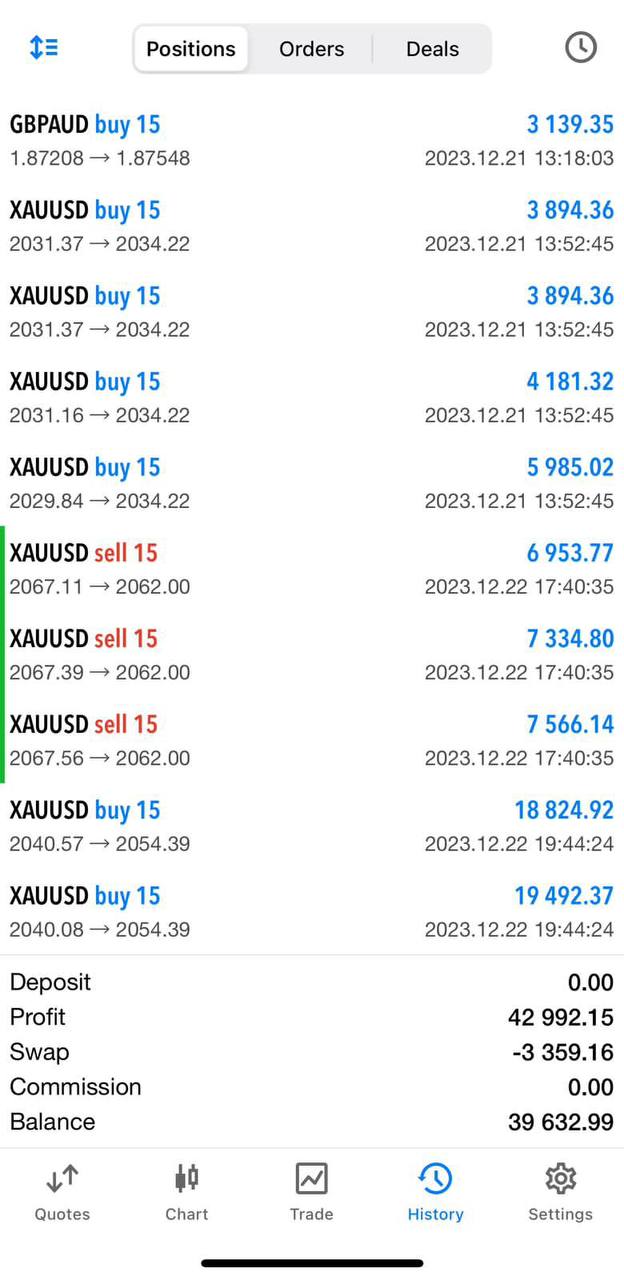 Positions Orders Deals
GBPAUD buy 15 3 139.35
1.87208 → 1.87548 2023.12.21 13:18:03
XAUUSD buy 15 3 894.36
2031.37 → 2034.22 2023.12.21 13:52:45
XAUUSD buy 15 3 894.36
2031.37 → 2034.22 2023.12.21 13:52:45
XAUUSD buy 15 4 181.32
2031.16 → 2034.22 2023.12.21 13:52:45
XAUUSD buy 15 5 985.02
2029.84 → 2034.22 2023.12.21 13:52:45
XAUUSD sell 15 6 953.77
2067.11 → 2062.00 2023.12.22 17:40:35
XAUUSD sell 15 7 334.80
2067.39 → 2062.00 2023.12.22 17:40:35
XAUUSD sell 15 7 566.14
2067.56 → 2062.00 2023.12.22 17:40:35
XAUUSD buy 15 18 824.92
2040.57 → 2054.39 2023.12.22 19:44:24
XAUUSD buy 15 19 492.37
2040.08 → 2054.39 2023.12.22 19:44:24
Deposit 0.00
Profit 42 992.15
Swap -3 359.16
Commission 0.00
Balance 39 632.99
Quotes Chart Trade History Settings